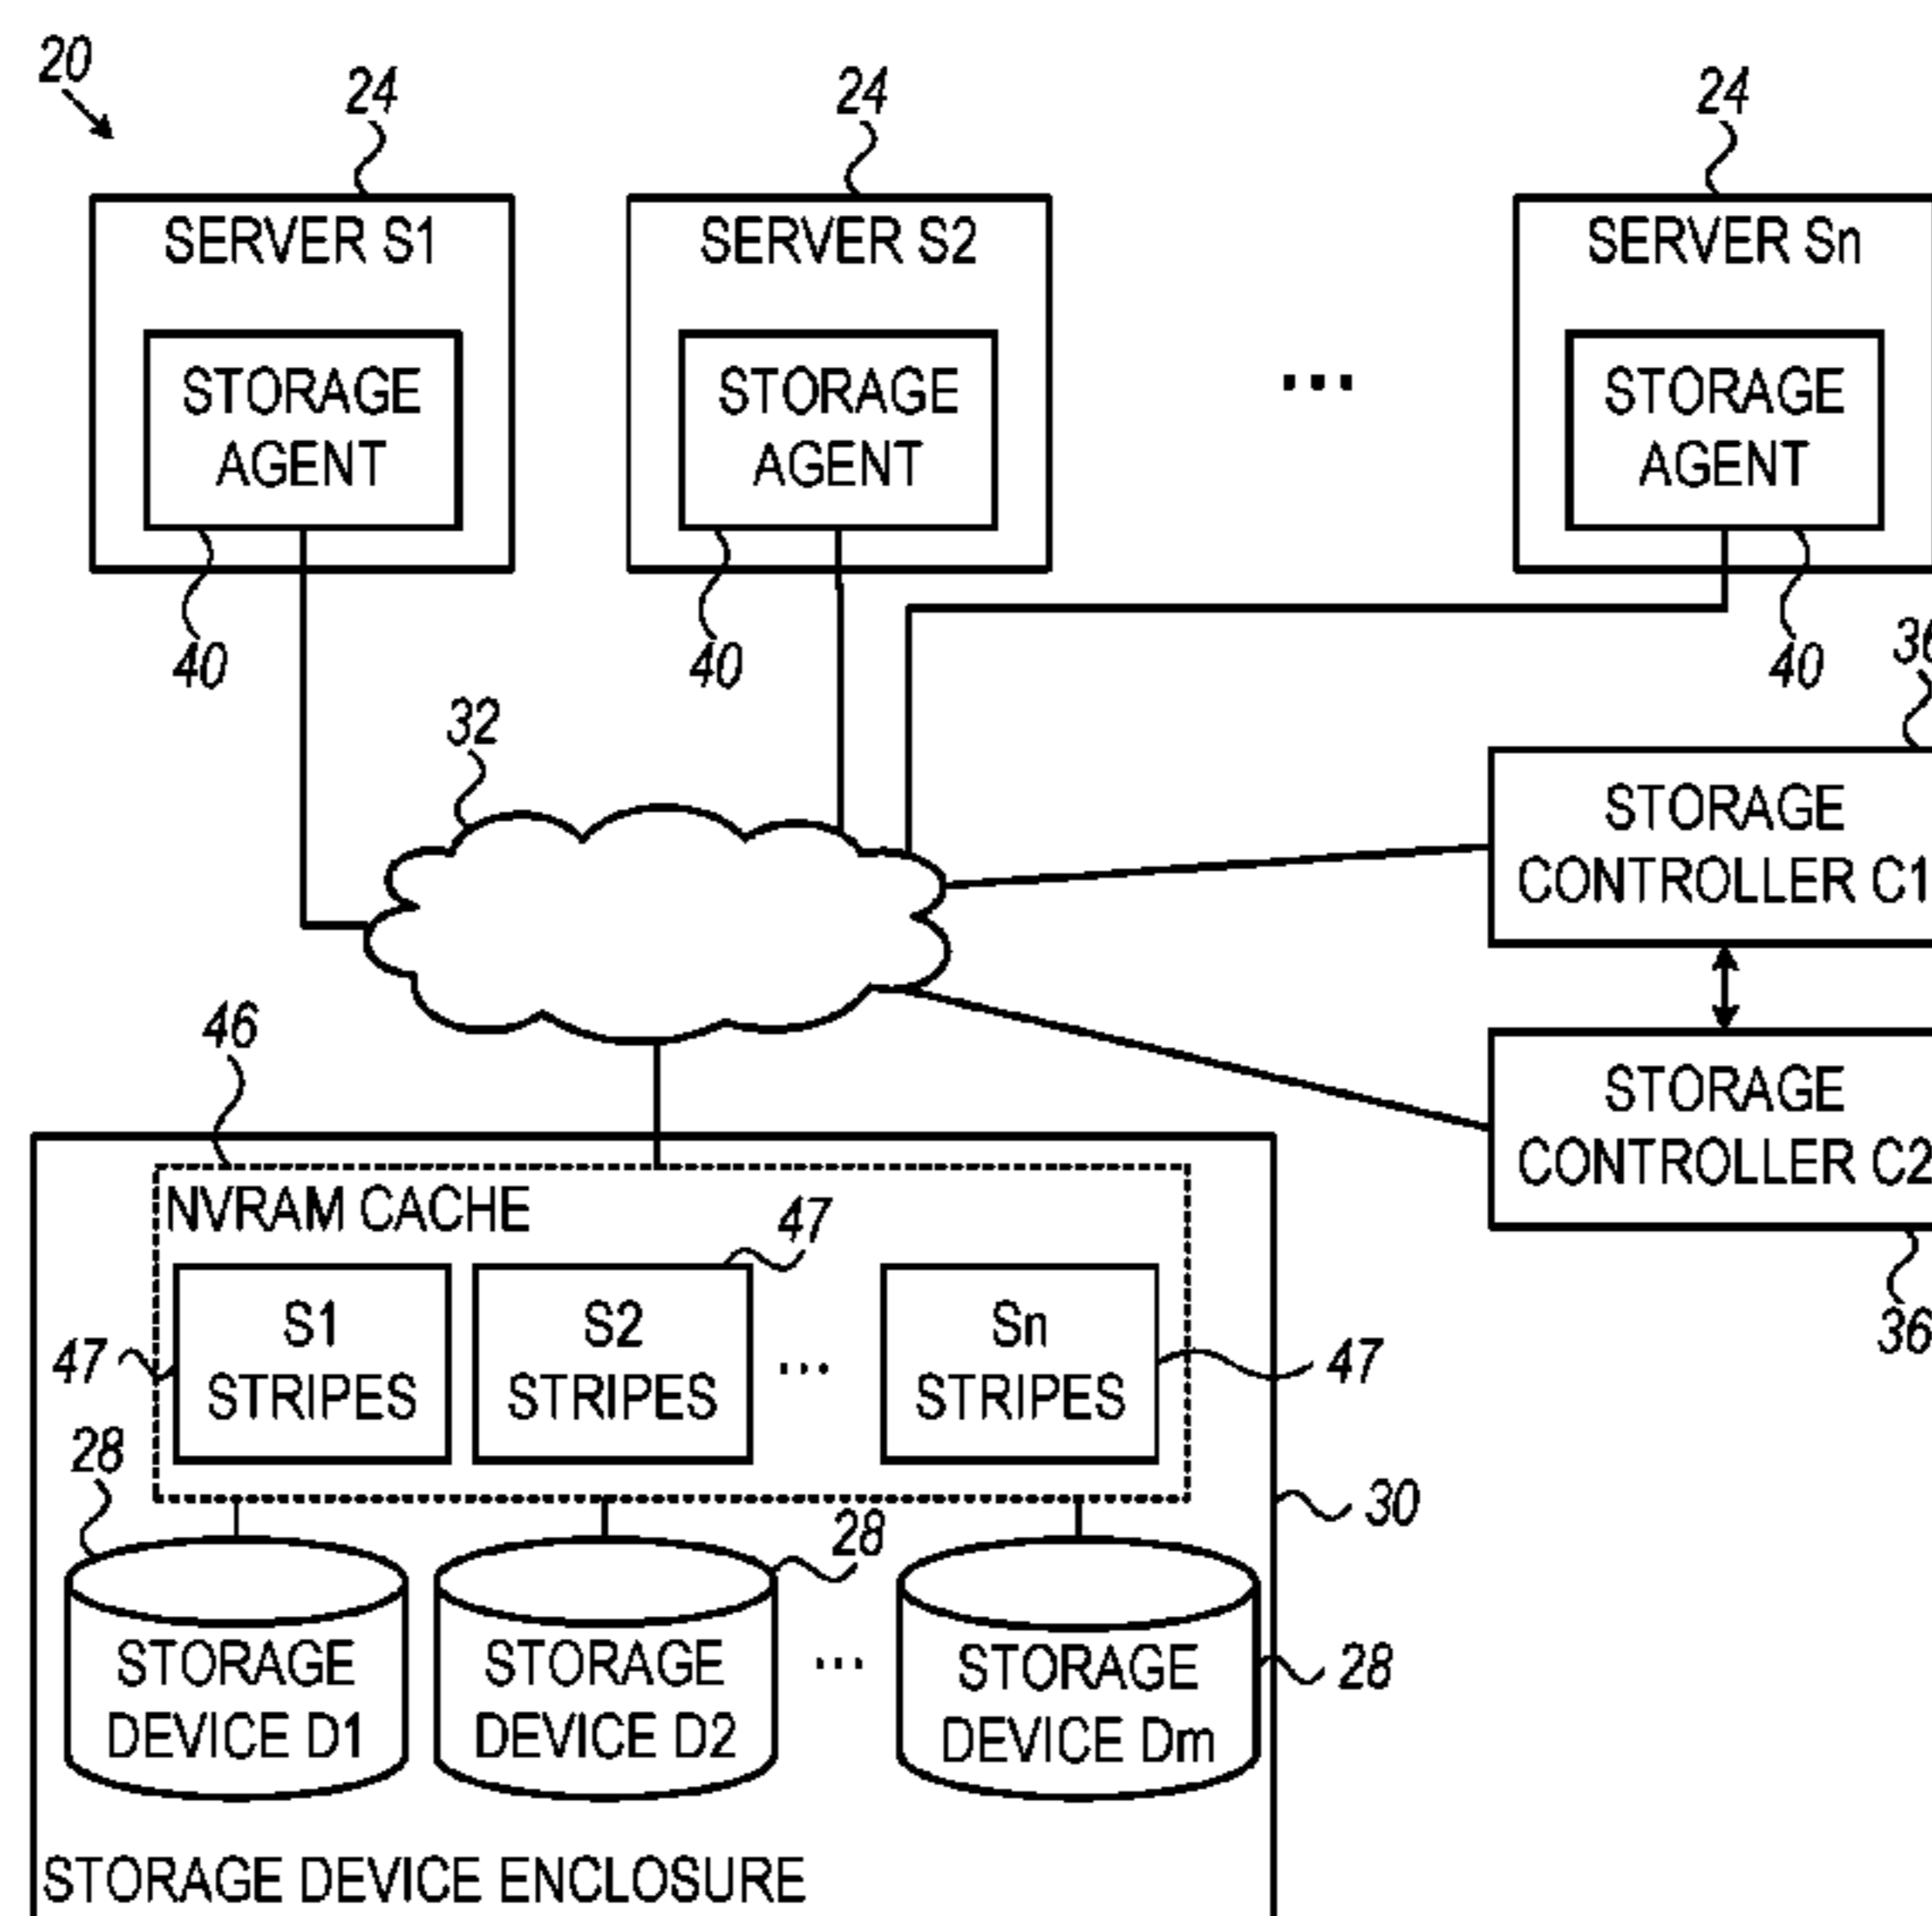 20
24
24
24
SERVER S1
SERVER S2
SERVER Sn
STORAGE
AGENT
STORAGE
AGENT
...
STORAGE
AGENT
40
40
40
36
32
STORAGE
CONTROLLER C1
46
STORAGE
CONTROLLER C2
36
NVRAM CACHE
47
S1
STRIPES
S2
STRIPES
...
Sn
STRIPES
47
47
28
28
30
STORAGE
DEVICE D1
STORAGE
DEVICE D2
...
STORAGE
DEVICE Dm
28
STORAGE DEVICE ENCLOSURE